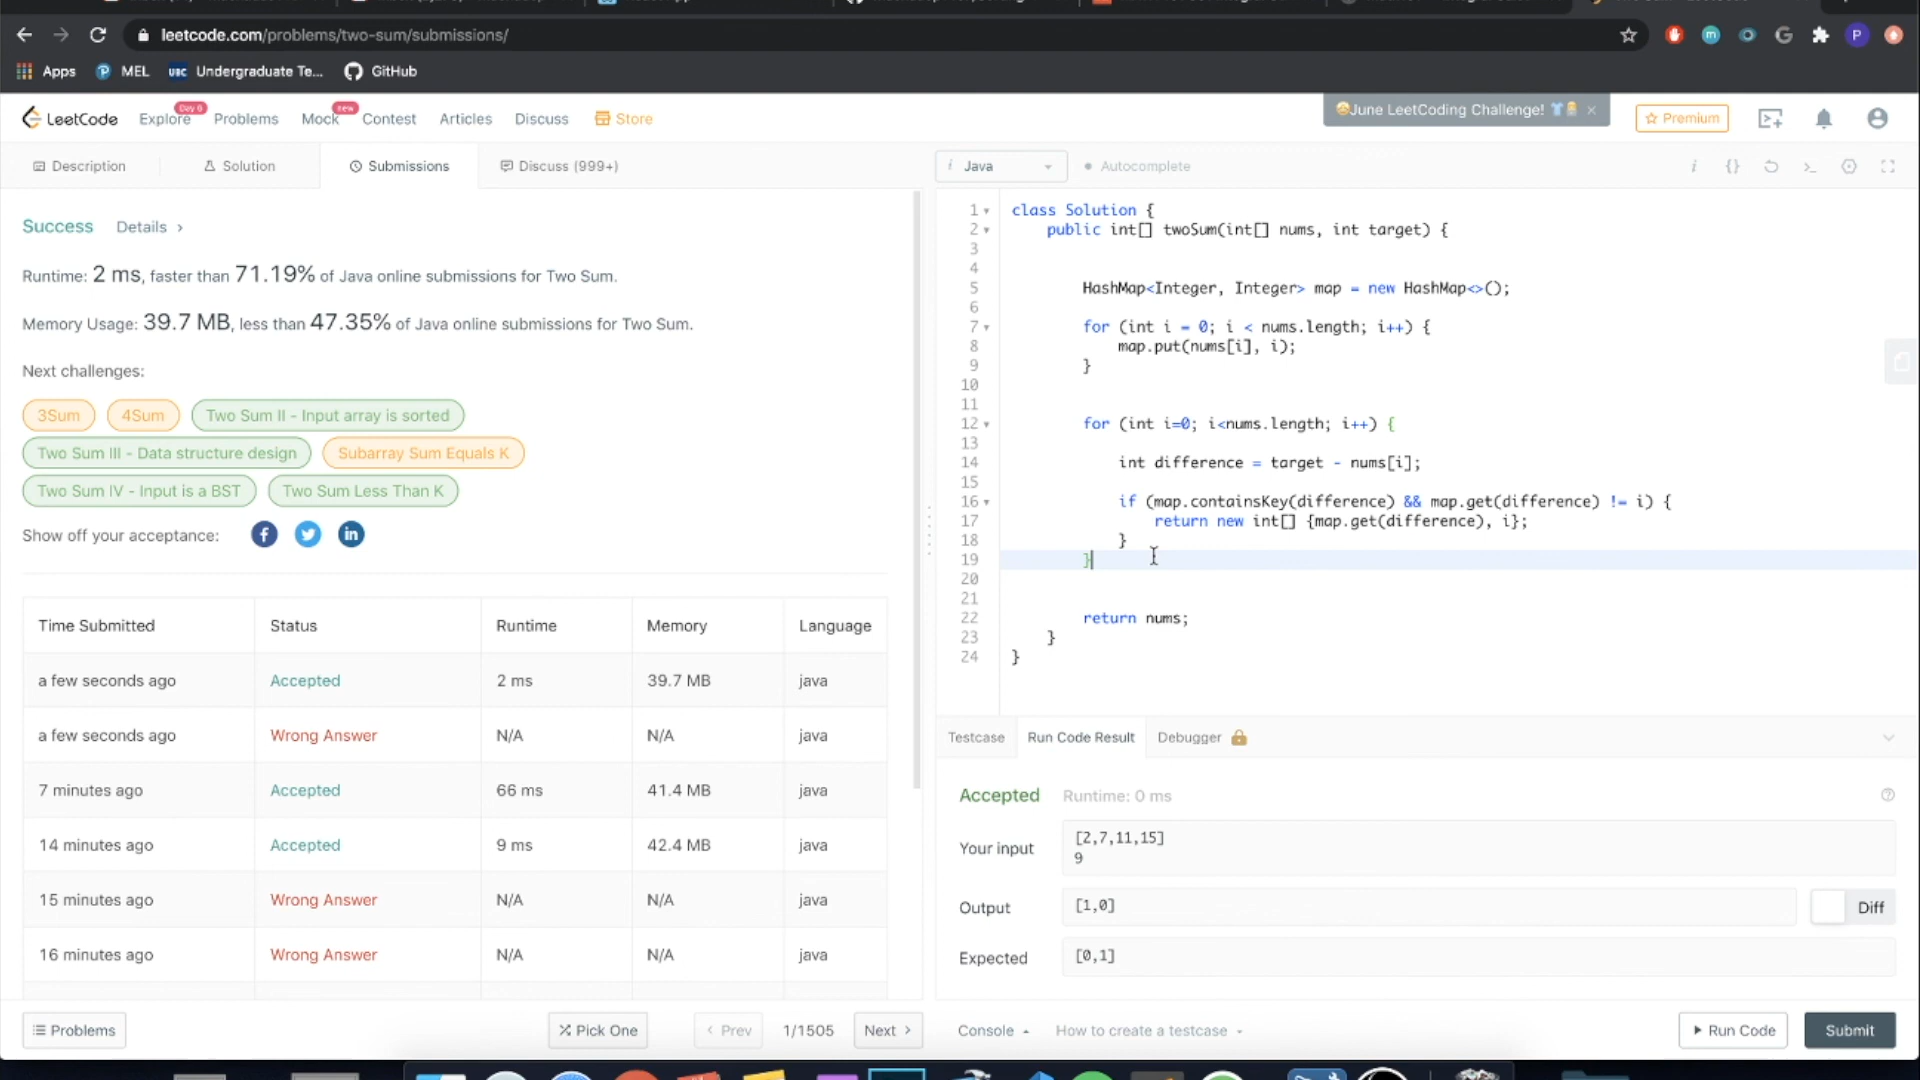 leetcode.com/problems/two-sum/submissions/
P
Apps
MEL
UBC Undergraduate Te...
GitHub
LeetCode
Explore
Day 6
Problems
Mock
new
Contest
Articles
Discuss
Store
June LeetCoding Challenge!
Premium
Description
Solution
Submissions
Discuss (999+)
Success
Details >
Runtime: 2 ms, faster than 71.19% of Java online submissions for Two Sum.
Memory Usage: 39.7 MB, less than 47.35% of Java online submissions for Two Sum.
Next challenges:
3Sum
4Sum
Two Sum II - Input array is sorted
Two Sum III - Data structure design
Subarray Sum Equals K
Two Sum IV - Input is a BST
Two Sum Less Than K
Show off your acceptance:
Time Submitted Status Runtime Memory Language
a few seconds ago Accepted 2 ms 39.7 MB java
a few seconds ago Wrong Answer N/A N/A java
7 minutes ago Accepted 66 ms 41.4 MB java
14 minutes ago Accepted 9 ms 42.4 MB java
15 minutes ago Wrong Answer N/A N/A java
16 minutes ago Wrong Answer N/A N/A java
Problems
Pick One
< Prev
1/1505
Next >
i Java
Autocomplete
1 class Solution {
2 public int[] twoSum(int[] nums, int target) {
3
4
5 HashMap<Integer, Integer> map = new HashMap<>();
6
7 for (int i = 0; i < nums.length; i++) {
8 map.put(nums[i], i);
9 }
10
11
12 for (int i=0; i<nums.length; i++) {
13
14 int difference = target - nums[i];
15
16 if (map.containsKey(difference) && map.get(difference) != i) {
17 return new int[] {map.get(difference), i};
18 }
19 }
20
21
22 return nums;
23 }
24 }
Testcase
Run Code Result
Debugger
Accepted
Runtime: 0 ms
Your input
[2,7,11,15]
9
Output
[1,0]
Diff
Expected
[0,1]
Console
How to create a testcase
Run Code
Submit